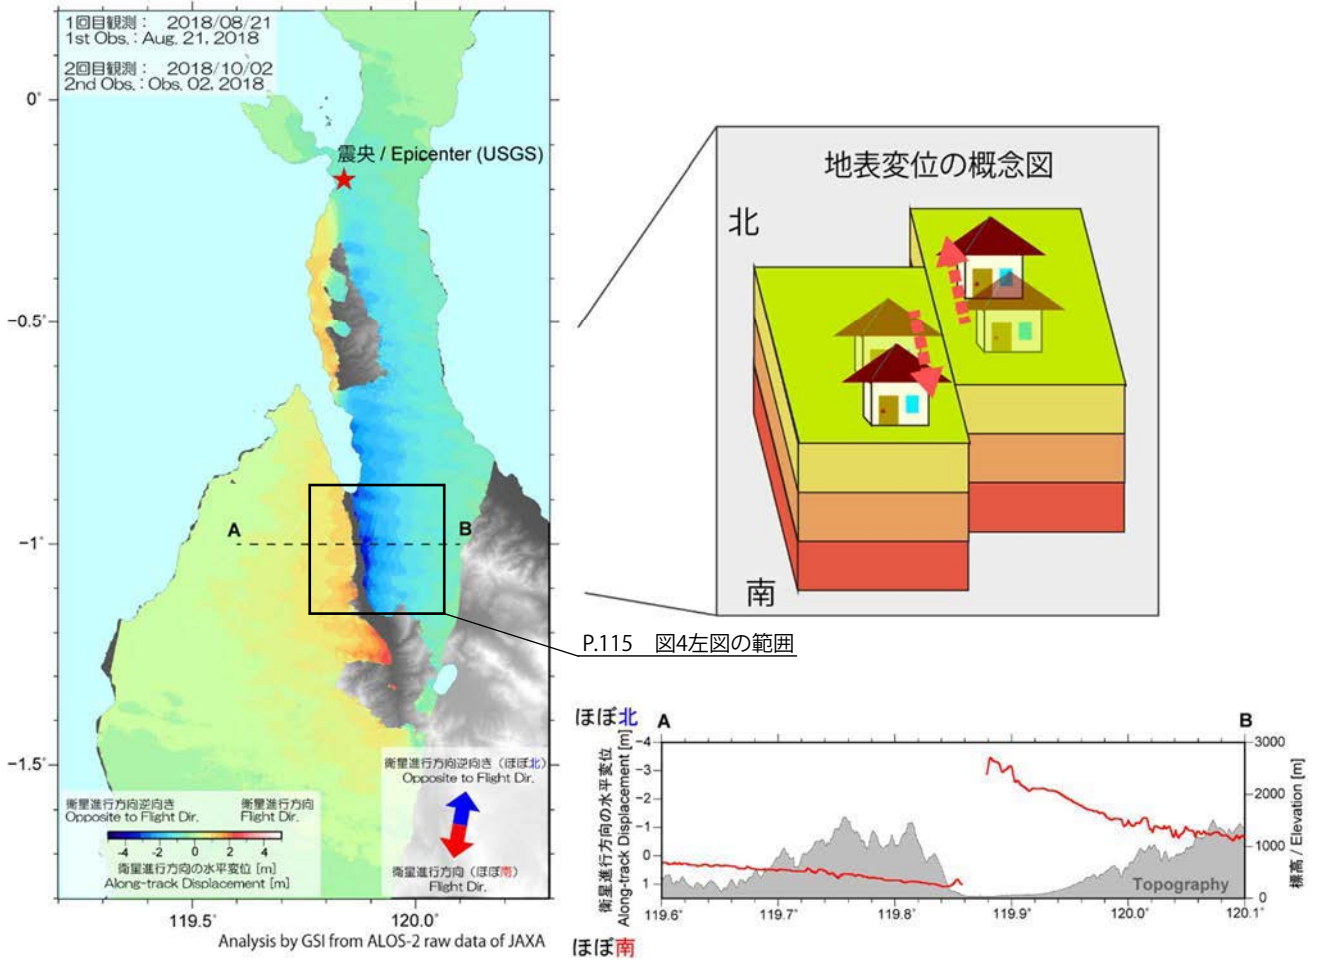 1回目観測： 2018/08/21
1st Obs.：Aug. 21, 2018
2回目観測： 2018/10/02
2nd Obs.：Obs. 02, 2018
震央 / Epicenter (USGS)
0°
−0.5°
−1°
−1.5°
119.5°
120.0°
A
B
衛星進行方向逆向き
Opposite to Flight Dir.
衛星進行方向
Flight Dir.
-4 -2 0 2 4
衛星進行方向の水平変位 [m]
Along-track Displacement [m]
衛星進行方向逆向き（ほぼ北）
Opposite to Flight Dir.
衛星進行方向（ほぼ南）
Flight Dir.
Analysis by GSI from ALOS-2 raw data of JAXA
地表変位の概念図
北
南
P.115 図4左図の範囲
ほぼ北
A
B
衛星進行方向の水平変位
Along-track Displacement [m]
−4
−3
−2
−1
0
1
3000
2000
1000
0
標高 / Elevation [m]
Topography
119.6° 119.7° 119.8° 119.9° 120.0° 120.1°
ほぼ南